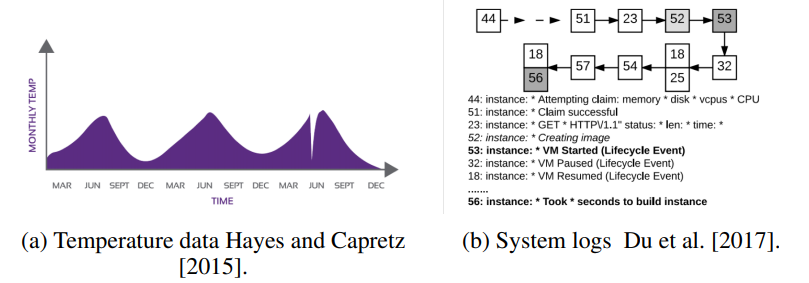 MONTHLY TEMP
MAR JUN SEPT DEC MAR JUN SEPT DEC MAR JUN SEPT DEC
TIME
(a) Temperature data Hayes and Capretz
[2015].
44 51 23 52 53
18
56 57 54 18
25 32
44: instance: * Attempting claim: memory * disk * vcpus * CPU
51: instance: * Claim successful
23: instance: * "GET * HTTP\/1.1" status: * len: * time: *
52: instance: * Creating image
53: instance: * VM Started (Lifecycle Event)
32: instance: * VM Paused (Lifecycle Event)
18: instance: * VM Resumed (Lifecycle Event)
.......
56: instance: * Took * seconds to build instance
(b) System logs Du et al. [2017].